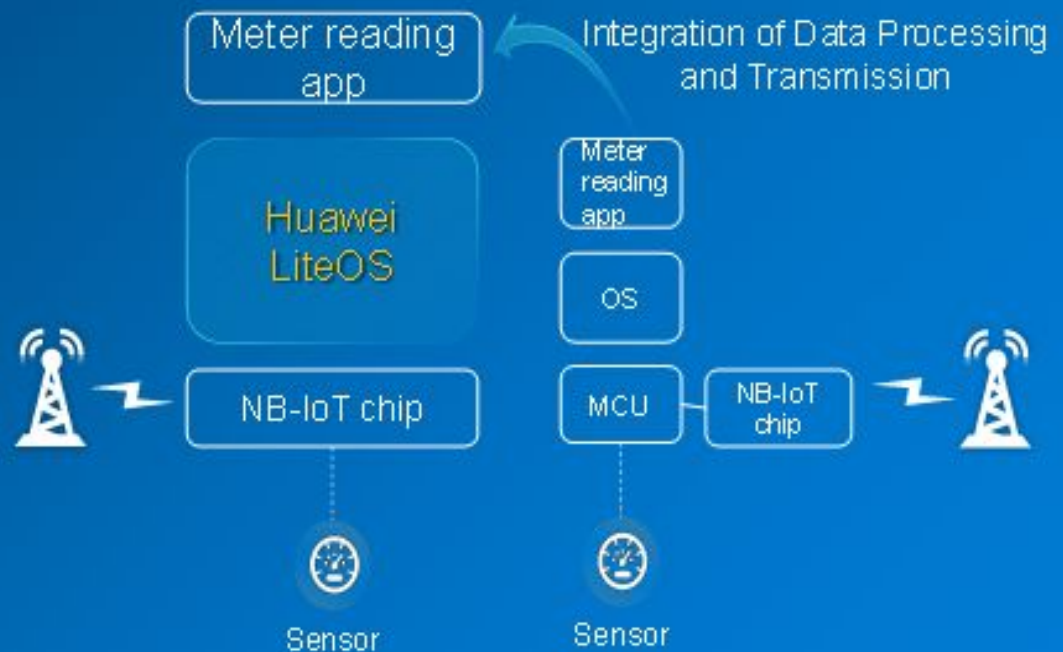 Meter reading
app
Integration of Data Processing
and Transmission
Meter
reading
app
Huawei
LiteOS
OS
NB-IoT chip
MCU
NB-IoT
chip
Sensor
Sensor